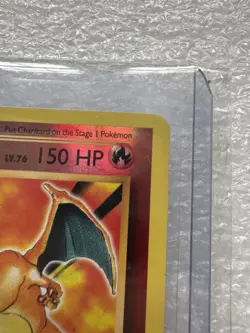 Put Charizard on the Stage 1 Pokémon
LV.76 150 HP